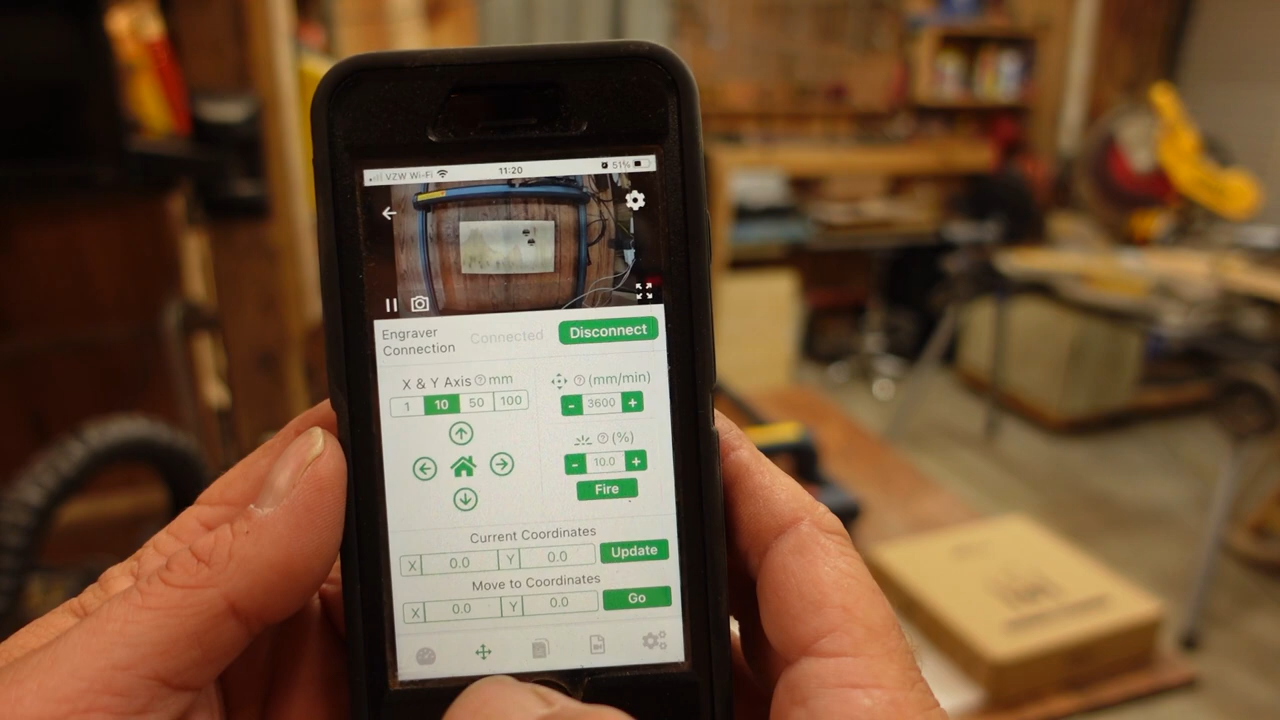 VZW Wi-Fi 11:20 51%
Engraver Connection Connected Disconnect
X & Y Axis ? mm
1 10 50 100
? (mm/min)
- 3600 +
? (%)
- 10.0 +
Fire
Current Coordinates
X 0.0 Y 0.0 Update
Move to Coordinates
X 0.0 Y 0.0 Go